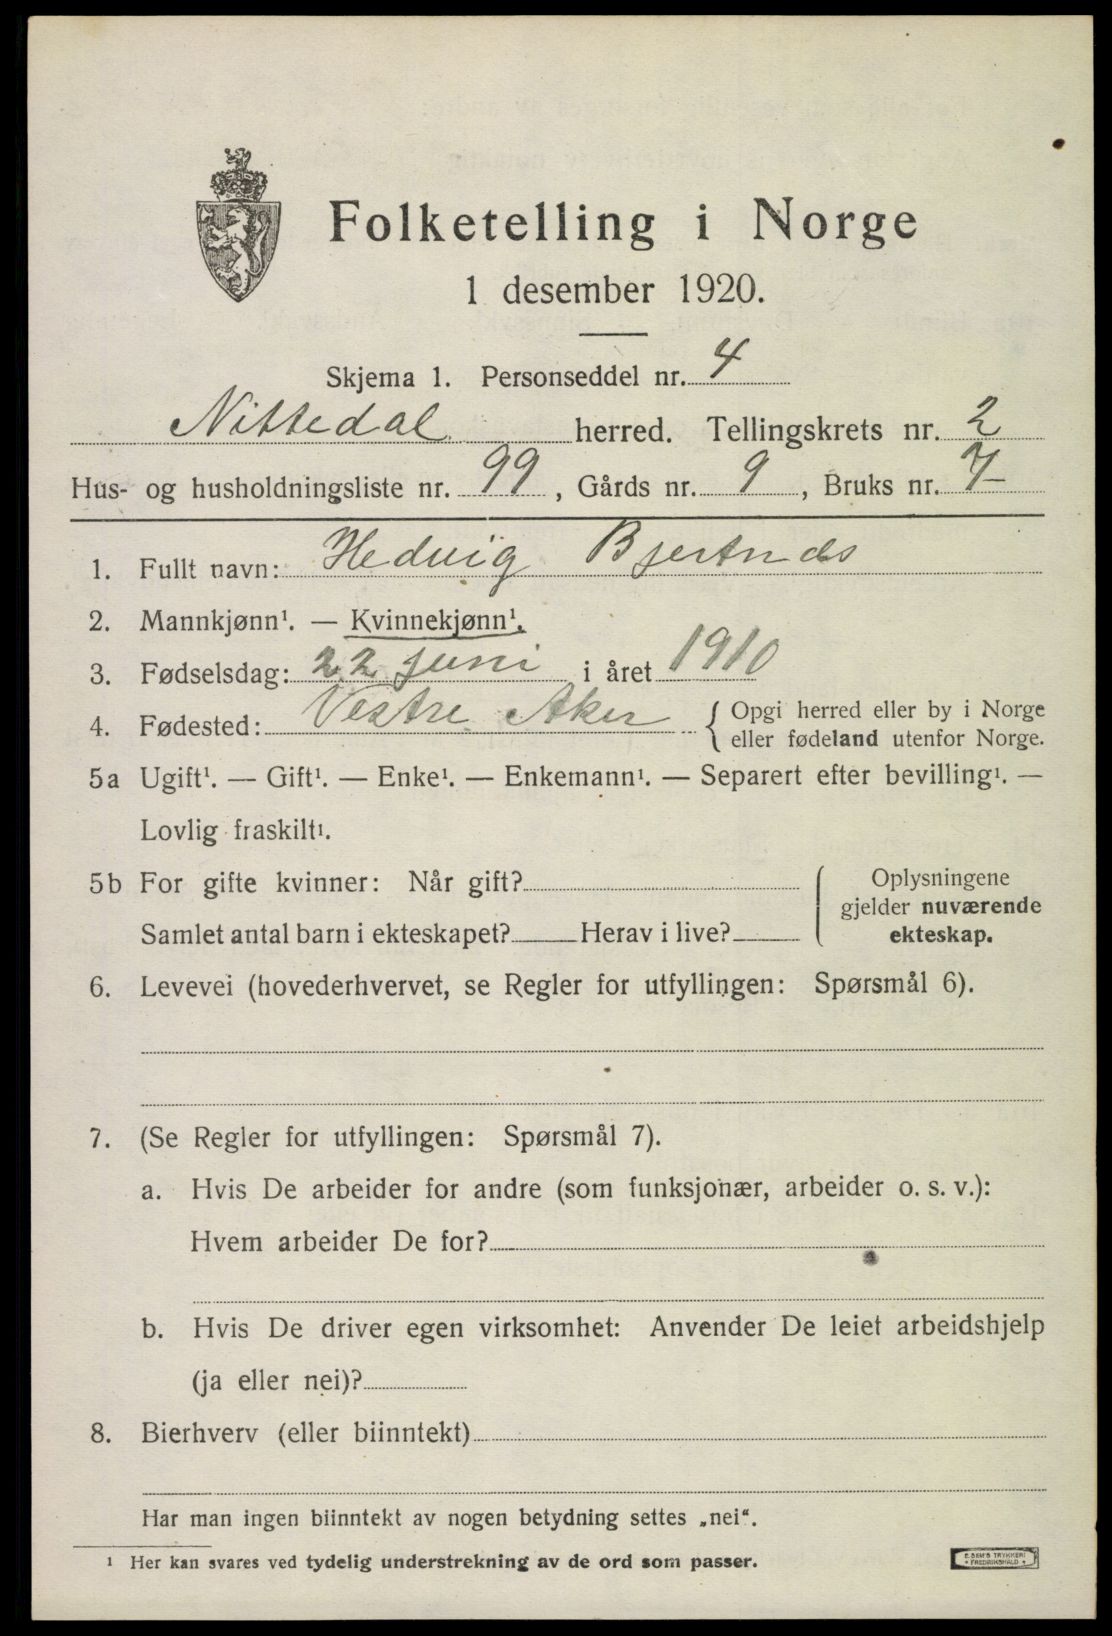 Folketelling i Norge
1 desember 1920.
Skjema 1. Personseddel nr. 4
Nittedal herred. Tellingskrets nr. 2
Hus- og husholdningsliste nr. 99, Gårds nr. 9, Bruks nr. 7
1. Fullt navn: Hedvig
2. Mannkjønn¹. — Kvinnekjønn¹.
3. Fødselsdag: 22 juni i året 1910
4. Fødested: Vestre Aker { Opgi herred eller by i Norge
eller fødeland utenfor Norge.
5a Ugift¹. — Gift¹. — Enke¹. — Enkemann¹. — Separert efter bevilling¹. —
Lovlig fraskilt¹.
5b For gifte kvinner: Når gift? { Oplysningene
gjelder nuværende
Samlet antal barn i ekteskapet? Herav i live? ekteskap.
6. Levevei (hovederhvervet, se Regler for utfyllingen: Spørsmål 6).
7. (Se Regler for utfyllingen: Spørsmål 7).
a. Hvis De arbeider for andre (som funksjonær, arbeider o. s. v.):
Hvem arbeider De for?
b. Hvis De driver egen virksomhet: Anvender De leiet arbeidshjelp
(ja eller nei)?
8. Bierhverv (eller biinntekt)
Har man ingen biinntekt av nogen betydning settes „nei“.
¹ Her kan svares ved tydelig understrekning av de ord som passer.
E. SEM'S TRYKKERI
• FREDRIKSHALD •